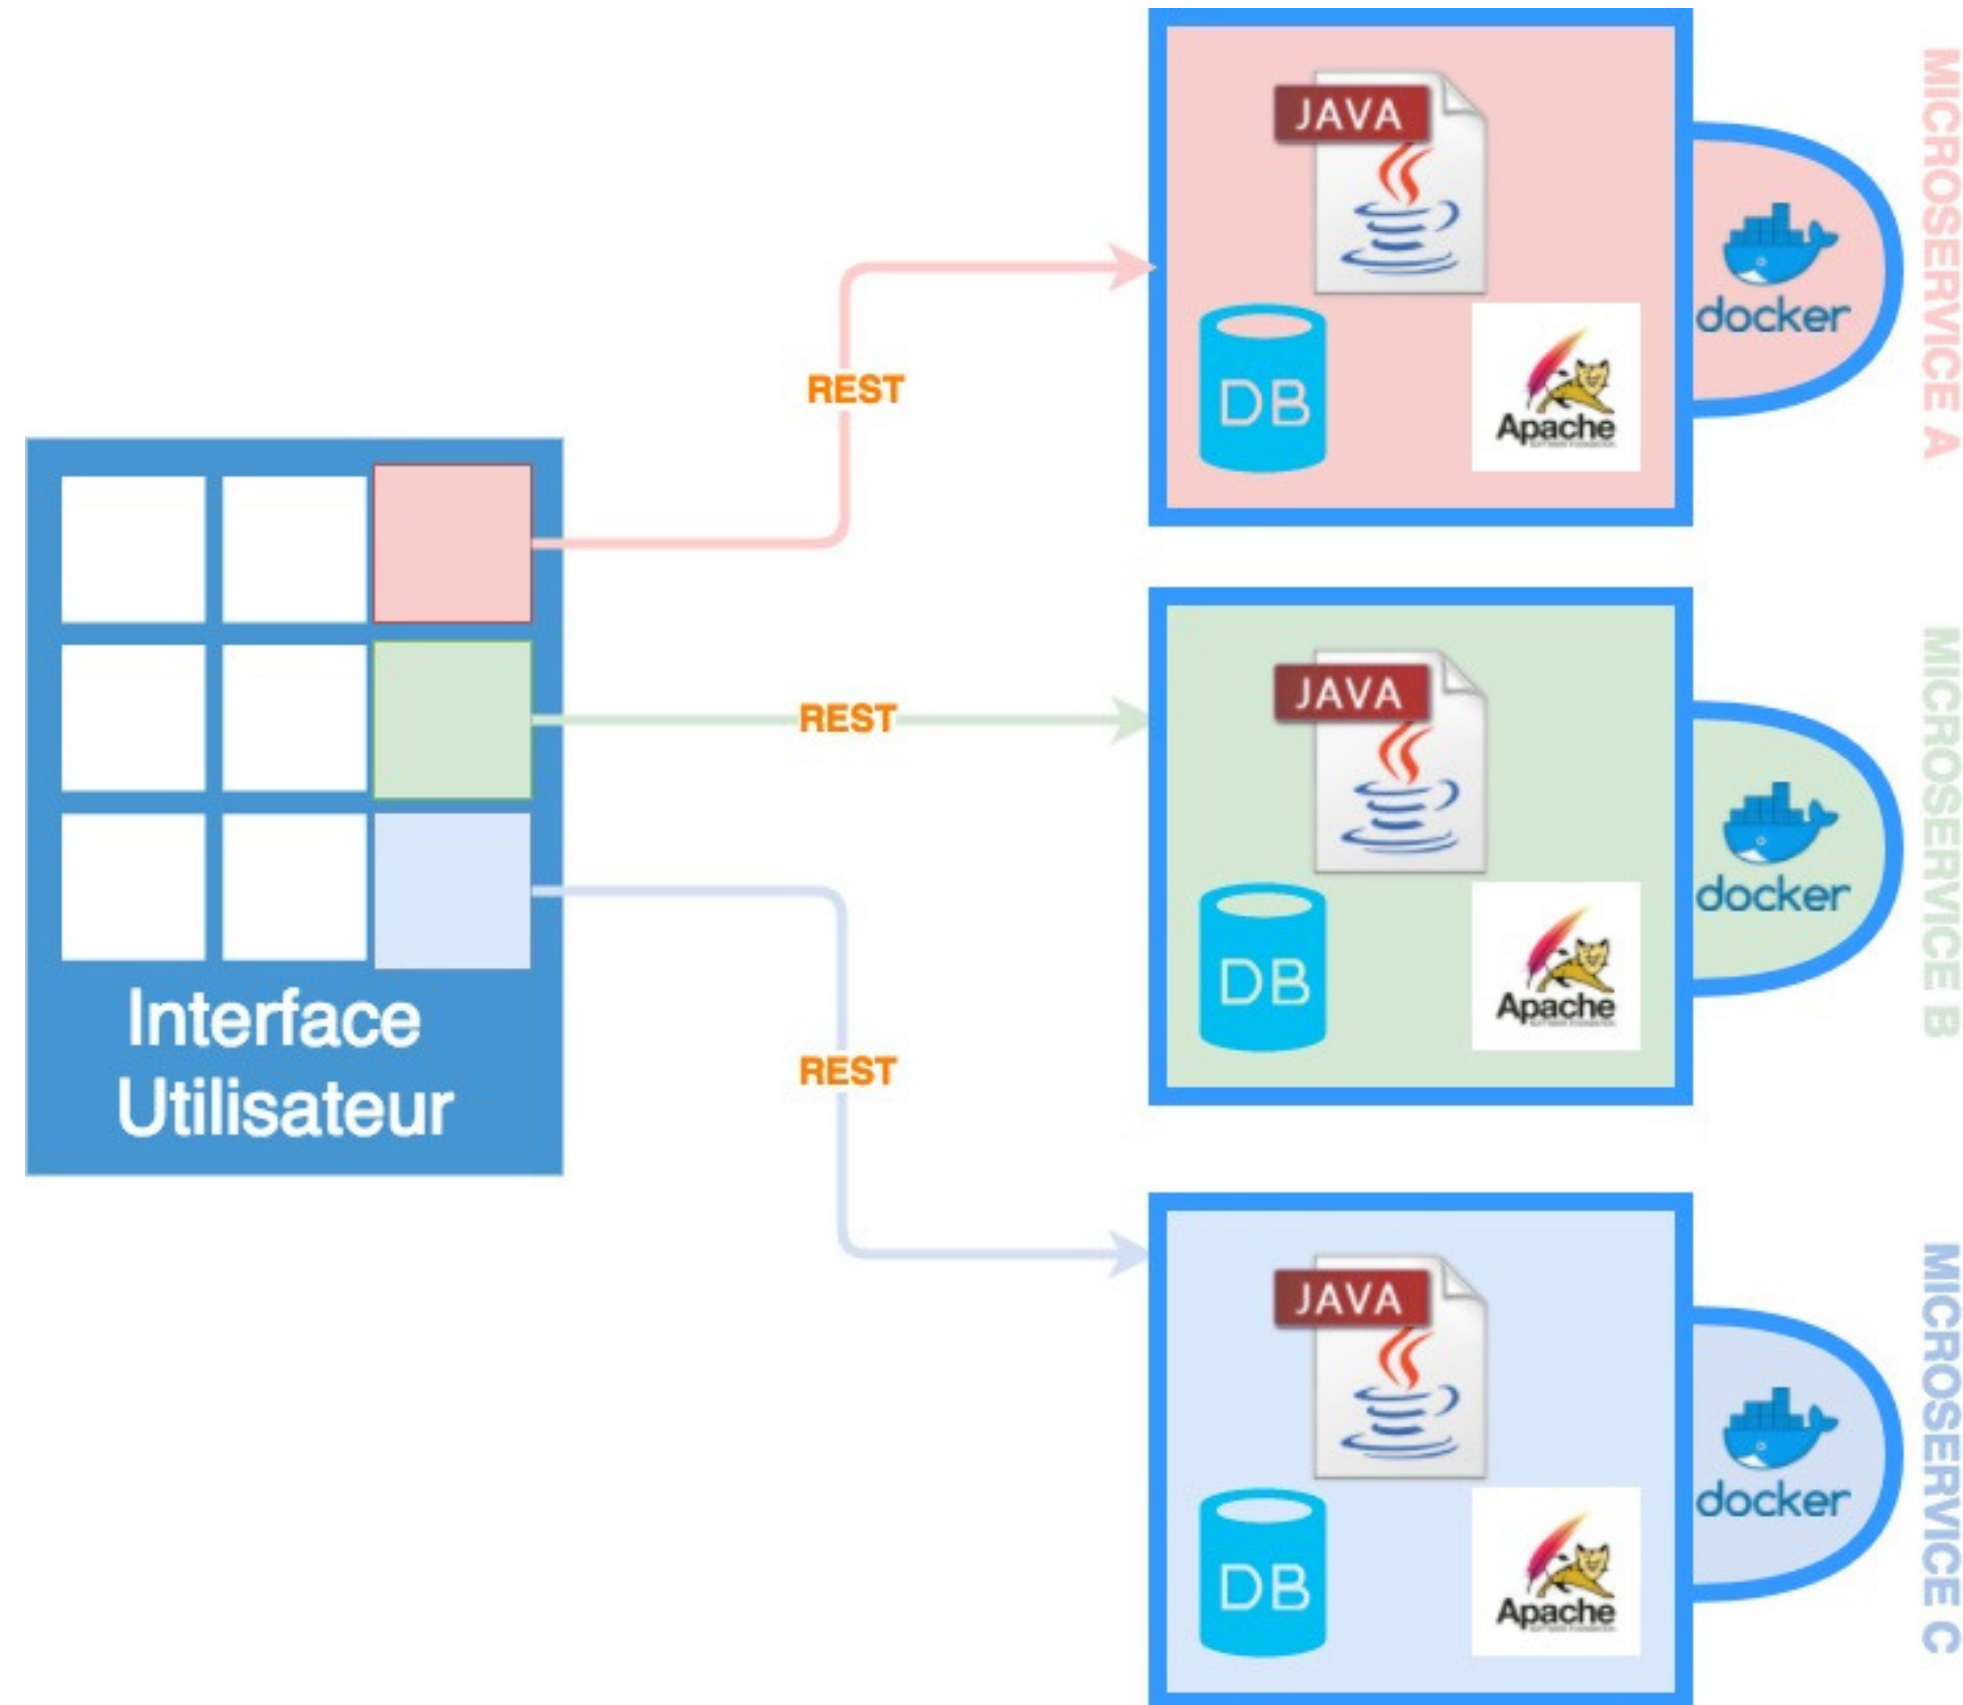 JAVA
DB
Apache
docker
MICROSERVICE A
REST
Interface
Utilisateur
REST
JAVA
DB
Apache
docker
MICROSERVICE B
REST
JAVA
DB
Apache
docker
MICROSERVICE C